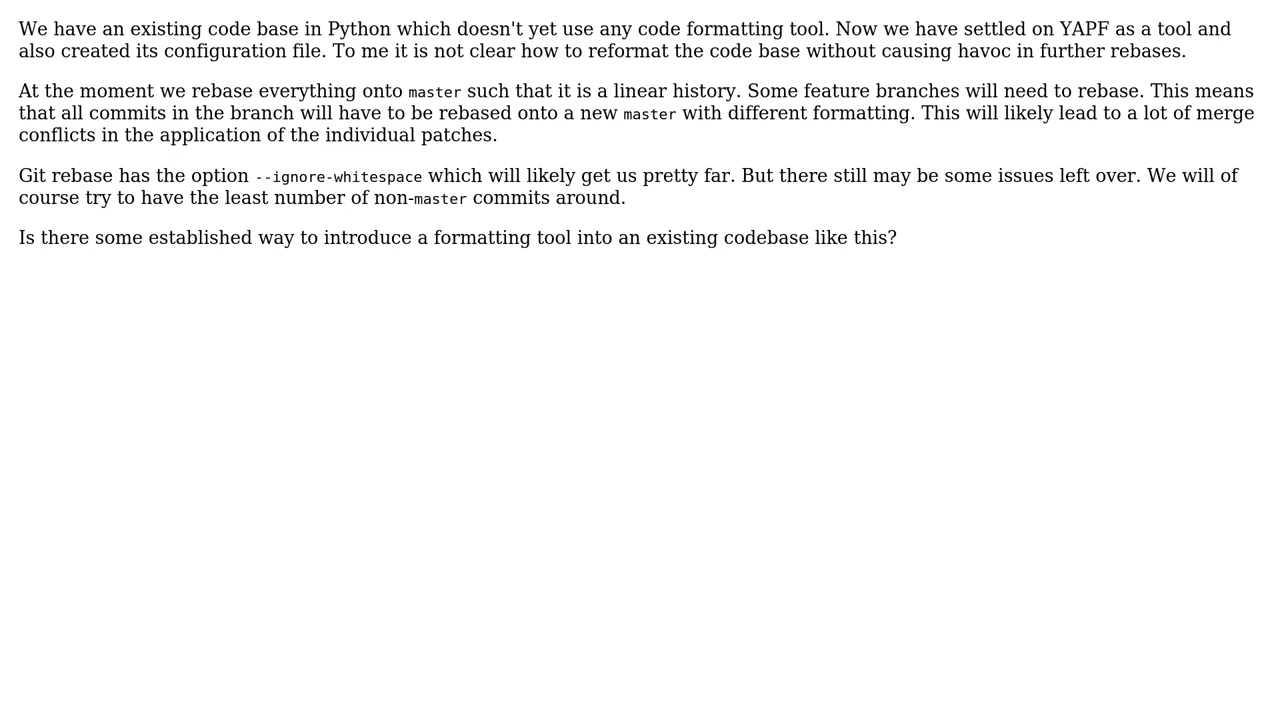 We have an existing code base in Python which doesn't yet use any code formatting tool. Now we have settled on YAPF as a tool and
also created its configuration file. To me it is not clear how to reformat the code base without causing havoc in further rebases.
At the moment we rebase everything onto master such that it is a linear history. Some feature branches will need to rebase. This means
that all commits in the branch will have to be rebased onto a new master with different formatting. This will likely lead to a lot of merge
conflicts in the application of the individual patches.
Git rebase has the option --ignore-whitespace which will likely get us pretty far. But there still may be some issues left over. We will of
course try to have the least number of non-master commits around.
Is there some established way to introduce a formatting tool into an existing codebase like this?